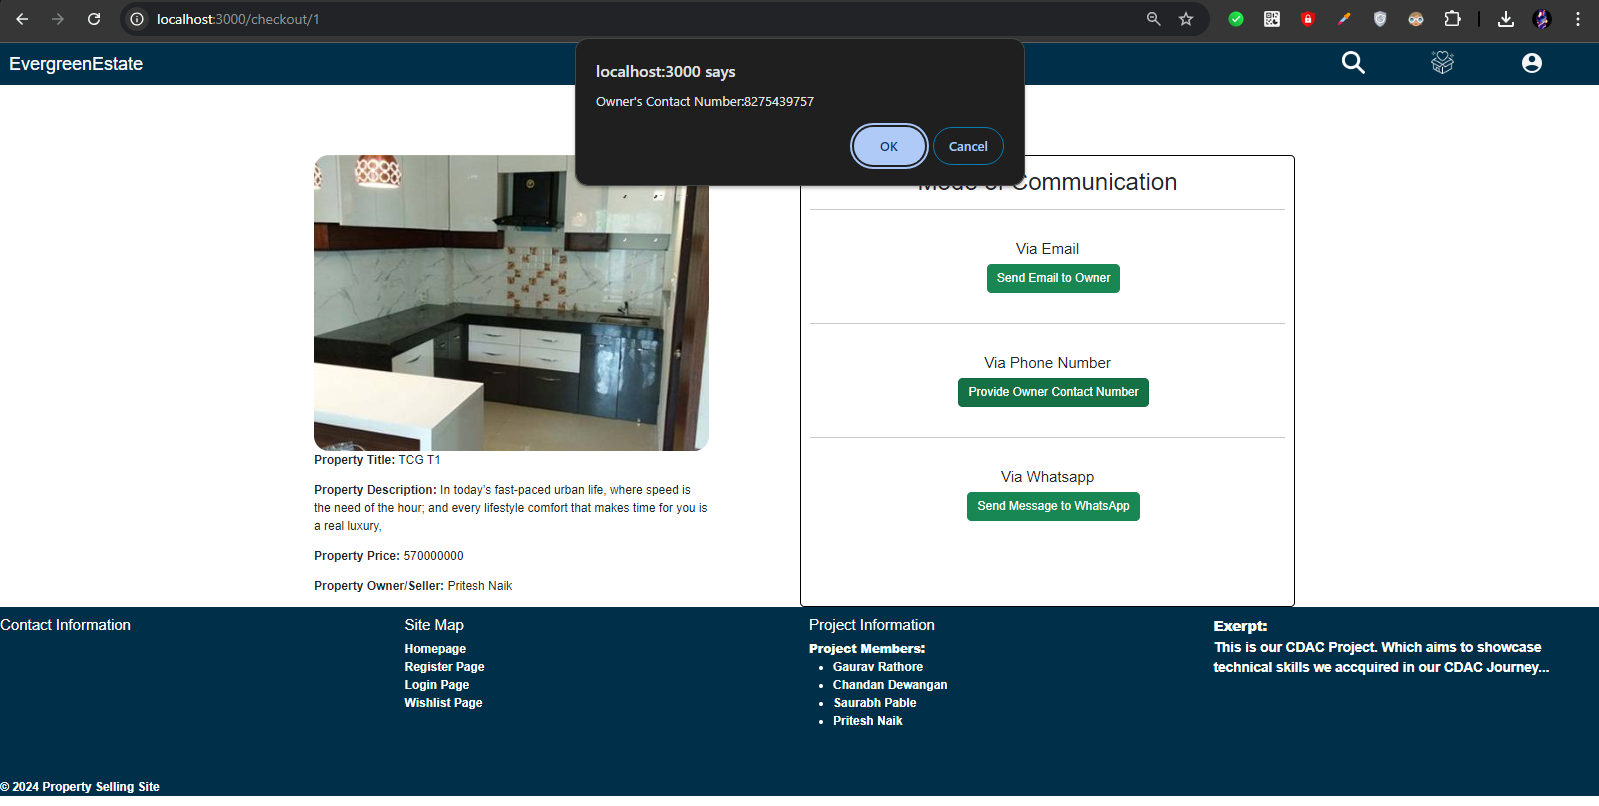 localhost:3000/checkout/1
EvergreenEstate
localhost:3000 says
Owner's Contact Number:8275439757
OK
Cancel
Property Title: TCG T1
Property Description: In today's fast-paced urban life, where speed is
the need of the hour; and every lifestyle comfort that makes time for you is
a real luxury,
Property Price: 570000000
Property Owner/Seller: Pritesh Naik
Mode of Communication
Via Email
Send Email to Owner
Via Phone Number
Provide Owner Contact Number
Via Whatsapp
Send Message to WhatsApp
Contact Information
Site Map
Homepage
Register Page
Login Page
Wishlist Page
Project Information
Project Members:
Gaurav Rathore
Chandan Dewangan
Saurabh Pable
Pritesh Naik
Exerpt:
This is our CDAC Project. Which aims to showcase
technical skills we accquired in our CDAC Journey...
© 2024 Property Selling Site